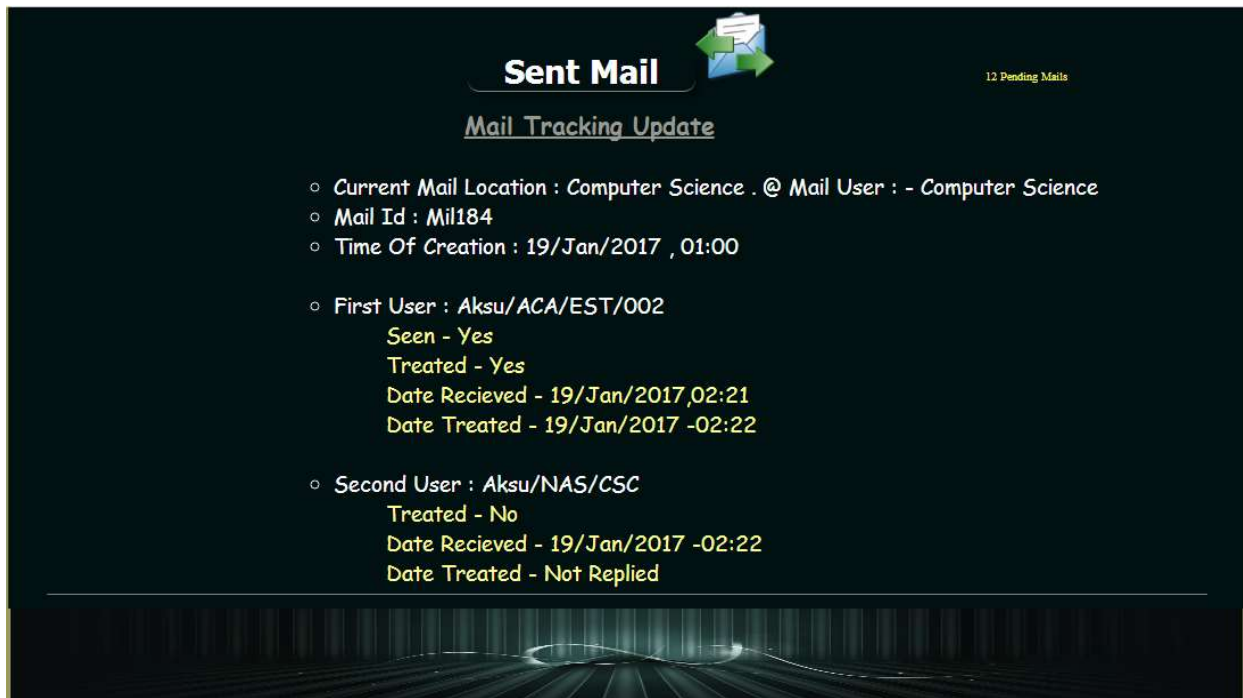 Sent Mail
12 Pending Mails
Mail Tracking Update
Current Mail Location : Computer Science . @ Mail User : - Computer Science
Mail Id : Mil184
Time Of Creation : 19/Jan/2017 , 01:00
First User : Aksu/ACA/EST/002
Seen - Yes
Treated - Yes
Date Recieved - 19/Jan/2017,02:21
Date Treated - 19/Jan/2017 -02:22
Second User : Aksu/NAS/CSC
Treated - No
Date Recieved - 19/Jan/2017 -02:22
Date Treated - Not Replied